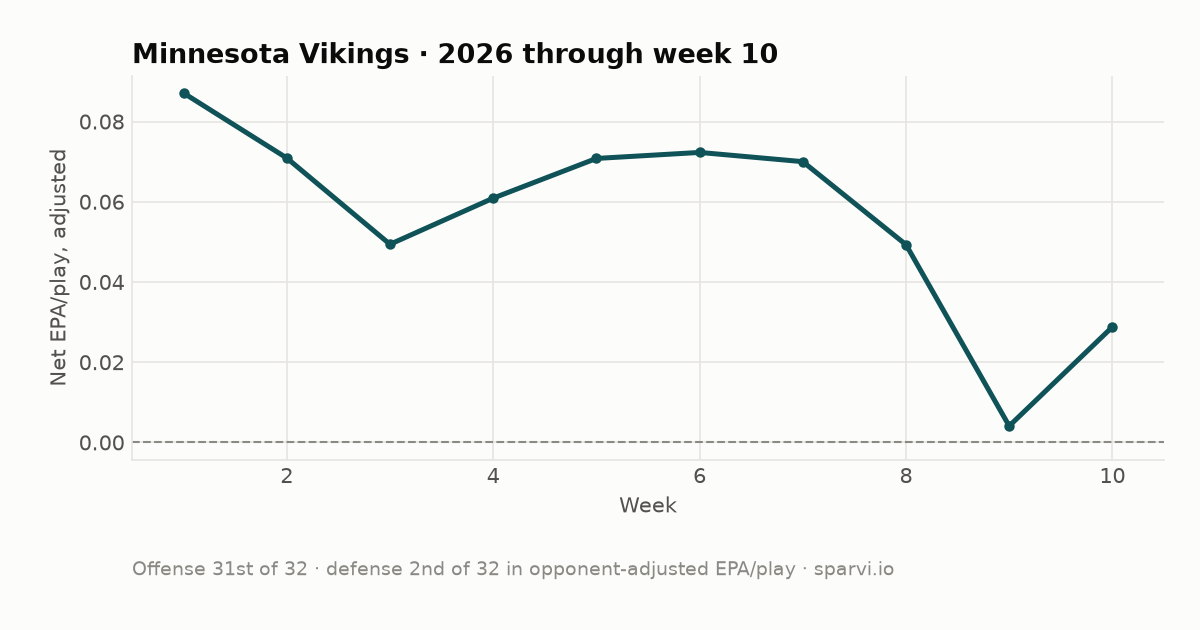 Minnesota Vikings · 2026 through week 10
Net EPA/play, adjusted
0.08
0.06
0.04
0.02
0.00
2 4 6 8 10
Week
Offense 31st of 32 · defense 2nd of 32 in opponent-adjusted EPA/play · sparvi.io